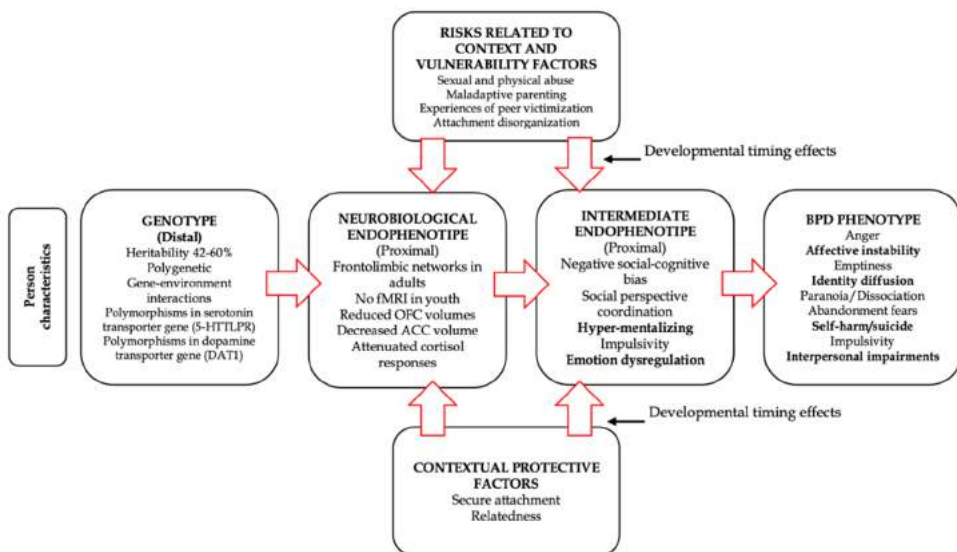 RISKS RELATED TO
CONTEXT AND
VULNERABILITY FACTORS
Sexual and physical abuse
Maladaptive parenting
Experiences of peer victimization
Attachment disorganization
Developmental timing effects
Person
characteristics
GENOTYPE
(Distal)
Heritability 42-60%
Polygenetic
Gene-environment
interactions
Polymorphisms in serotonin
transporter gene (5-HTTLPR)
Polymorphisms in dopamine
transporter gene (DAT1)
NEUROBIOLOGICAL
ENDOPHENOTIPE
(Proximal)
Frontolimbic networks in
adults
No fMRI in youth
Reduced OFC volumes
Decreased ACC volume
Attenuated cortisol
responses
INTERMEDIATE
ENDOPHENOTIPE
(Proximal)
Negative social-cognitive
bias
Social perspective
coordination
Hyper-mentalizing
Impulsivity
Emotion dysregulation
BPD PHENOTYPE
Anger
Affective instability
Emptiness
Identity diffusion
Paranoia/Dissociation
Abandonment fears
Self-harm/suicide
Impulsivity
Interpersonal impairments
Developmental timing effects
CONTEXTUAL PROTECTIVE
FACTORS
Secure attachment
Relatedness